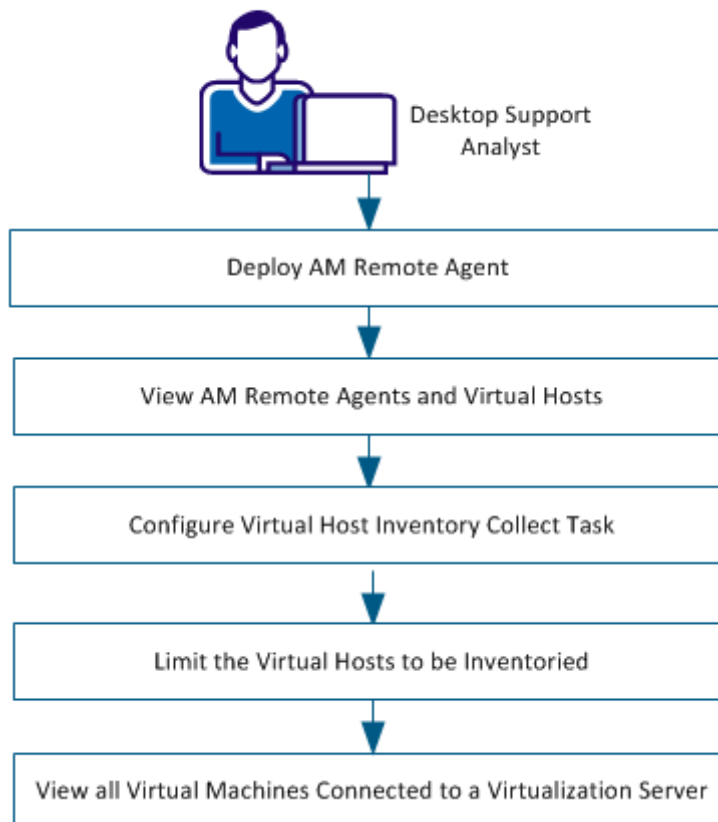 Desktop Support
Analyst
Deploy AM Remote Agent
View AM Remote Agents and Virtual Hosts
Configure Virtual Host Inventory Collect Task
Limit the Virtual Hosts to be Inventoried
View all Virtual Machines Connected to a Virtualization Server